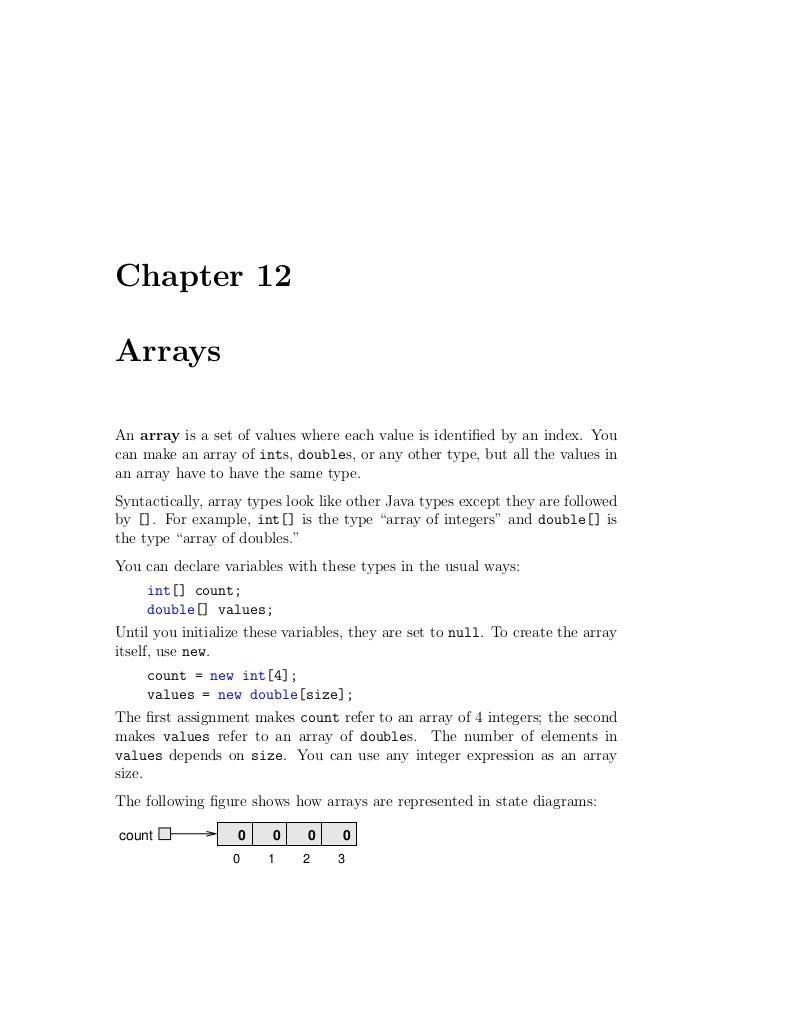 Chapter 12
Arrays
An array is a set of values where each value is identified by an index. You
can make an array of ints, doubles, or any other type, but all the values in
an array have to have the same type.
Syntactically, array types look like other Java types except they are followed
by []. For example, int[] is the type “array of integers” and double[] is
the type “array of doubles.”
You can declare variables with these types in the usual ways:
int[] count;
double[] values;
Until you initialize these variables, they are set to null. To create the array
itself, use new.
count = new int[4];
values = new double[size];
The first assignment makes count refer to an array of 4 integers; the second
makes values refer to an array of doubles. The number of elements in
values depends on size. You can use any integer expression as an array
size.
The following figure shows how arrays are represented in state diagrams:
count 0 0 0 0
0 1 2 3